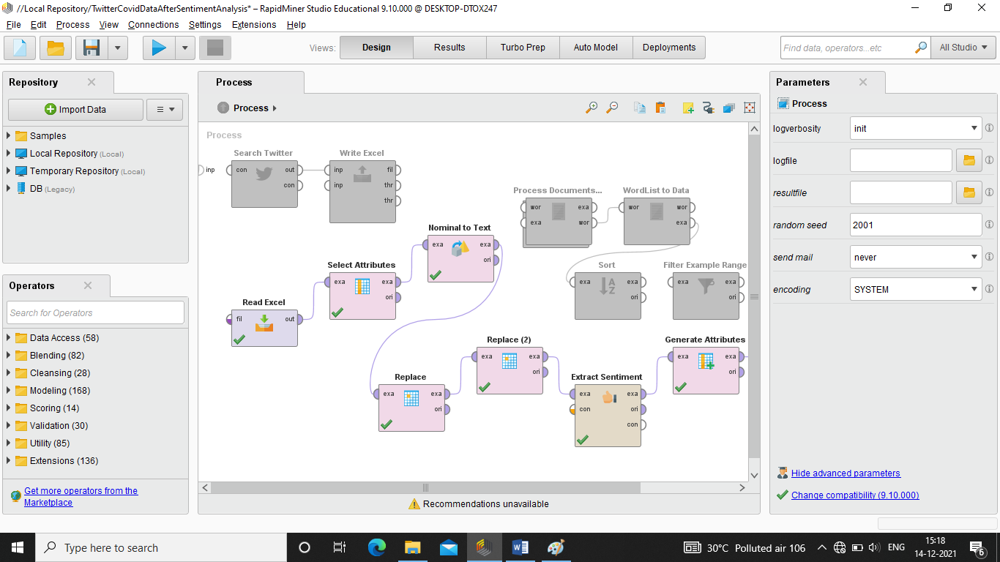 //Local Repository/TwitterCovidDataAfterSentimentAnalysis* – RapidMiner Studio Educational 9.10.000 @ DESKTOP-DTOX247
File Edit Process View Connections Settings Extensions Help
Views: Design Results Turbo Prep Auto Model Deployments
Find data, operators...etc
All Studio
Repository
Import Data
Samples
Local Repository (Local)
Temporary Repository (Local)
DB (Legacy)
Operators
Search for Operators
Data Access (58)
Blending (82)
Cleansing (28)
Modeling (168)
Scoring (14)
Validation (30)
Utility (85)
Extensions (136)
Get more operators from the
Marketplace
Process
Process
Process
inp
Search Twitter
con out
con
Write Excel
inp fil
inp thr
thr
Process Documents...
wor exa
exa wor
WordList to Data
wor wor
exa
Nominal to Text
exa exa
ori
Select Attributes
exa exa
ori
Sort
exa exa
ori
Filter Example Range
exa exa
ori
Read Excel
fil out
Replace (2)
exa exa
ori
Generate Attributes
exa exa
ori
Replace
exa exa
ori
Extract Sentiment
exa exa
con ori
con
Recommendations unavailable
Parameters
Process
logverbosity init
logfile
resultfile
random seed 2001
send mail never
encoding SYSTEM
Hide advanced parameters
Change compatibility (9.10.000)
Type here to search
30°C Polluted air 106
ENG
15:18
14-12-2021
6